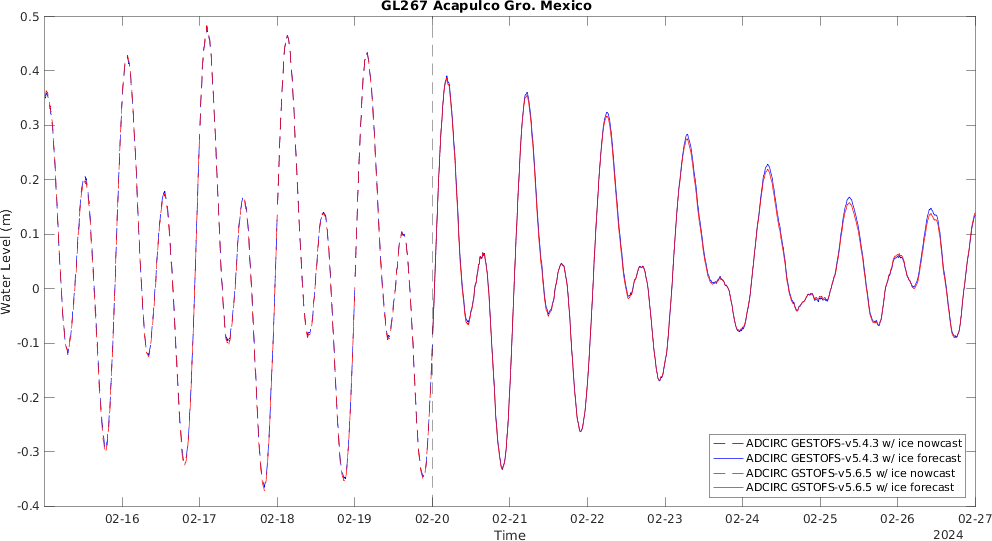 GL267 Acapulco Gro. Mexico
Water Level (m)
0.5
0.4
0.3
0.2
0.1
0
-0.1
-0.2
-0.3
-0.4
ADCIRC GESTOFS-v5.4.3 w/ ice nowcast
ADCIRC GESTOFS-v5.4.3 w/ ice forecast
ADCIRC GSTOFS-v5.6.5 w/ ice nowcast
ADCIRC GSTOFS-v5.6.5 w/ ice forecast
02-16 02-17 02-18 02-19 02-20 02-21 02-22 02-23 02-24 02-25 02-26 02-27
Time
2024